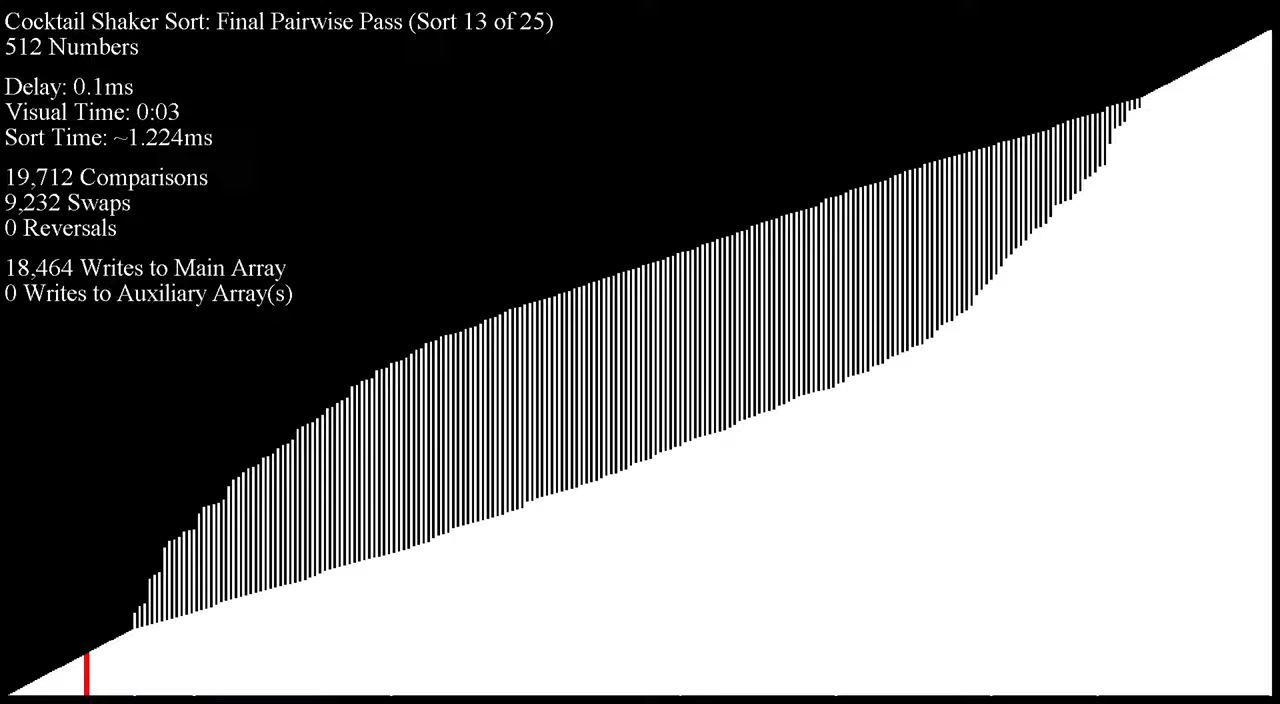 Cocktail Shaker Sort: Final Pairwise Pass (Sort 13 of 25)
512 Numbers
Delay: 0.1ms
Visual Time: 0:03
Sort Time: ~1.224ms
19,712 Comparisons
9,232 Swaps
0 Reversals
18,464 Writes to Main Array
0 Writes to Auxiliary Array(s)